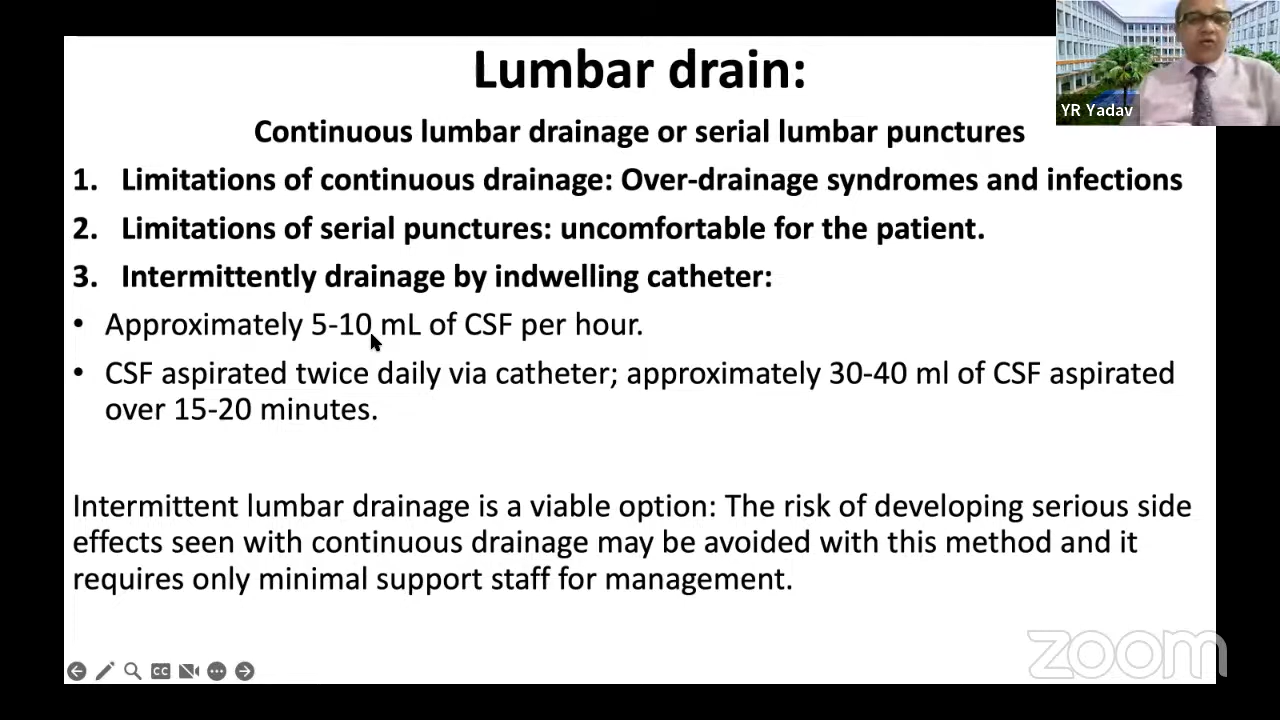 Lumbar drain:
YR Yadav
Continuous lumbar drainage or serial lumbar punctures
1. Limitations of continuous drainage: Over-drainage syndromes and infections
2. Limitations of serial punctures: uncomfortable for the patient.
3. Intermittently drainage by indwelling catheter:
• Approximately 5-10 mL of CSF per hour.
• CSF aspirated twice daily via catheter; approximately 30-40 ml of CSF aspirated
over 15-20 minutes.
Intermittent lumbar drainage is a viable option: The risk of developing serious side
effects seen with continuous drainage may be avoided with this method and it
requires only minimal support staff for management.
CC
zoom